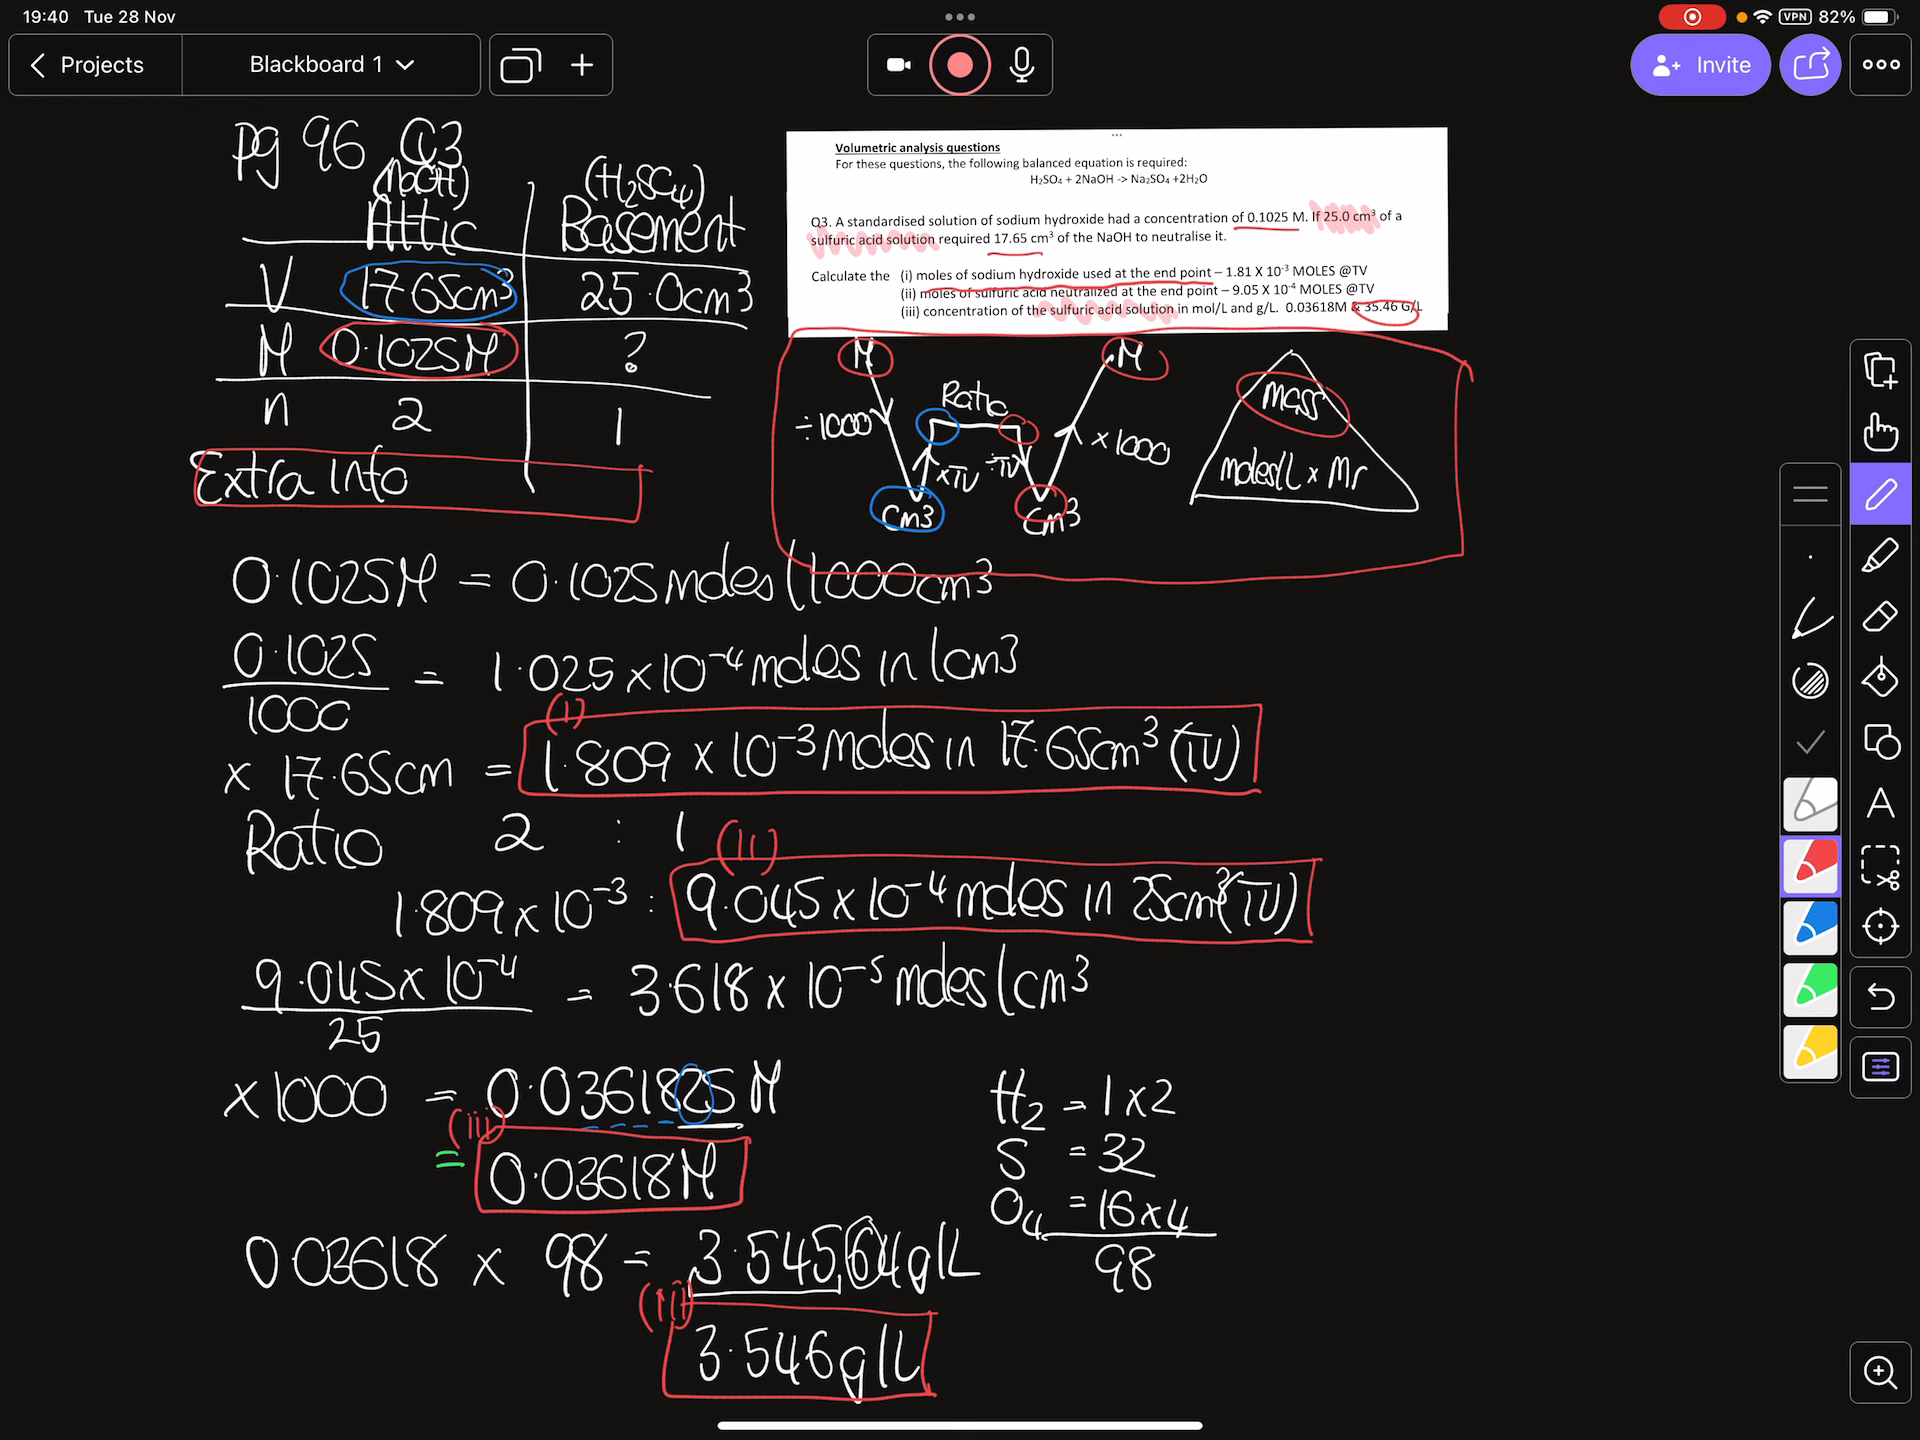 19:40 Tue 28 Nov
VPN 82%
Projects
Blackboard 1
Invite
pg 96 Q3
(NaOH) (H2SO4)
Attic Basement
V 17.65cm3 25.0cm3
M 0.1025M ?
n 2 1
Extra Info
Volumetric analysis questions
For these questions, the following balanced equation is required:
H₂SO₄ + 2NaOH -> Na₂SO₄ +2H₂O
Q3. A standardised solution of sodium hydroxide had a concentration of 0.1025 M. If 25.0 cm³ of a
sulfuric acid solution required 17.65 cm³ of the NaOH to neutralise it.
Calculate the (i) moles of sodium hydroxide used at the end point – 1.81 X 10⁻³ MOLES @TV
(ii) moles of sulfuric acid neutralized at the end point – 9.05 X 10⁻⁴ MOLES @TV
(iii) concentration of the sulfuric acid solution in mol/L and g/L. 0.03618M & 35.46 G/L
M M
Ratio
÷1000 ×TV ÷TV ×1000
Cm3 Cm3
mass
moles/L × Mr
0.1025M = 0.1025 moles/1000cm3
0.1025
1000
= 1.025 × 10⁻⁴ moles in 1cm3
(i)
× 17.65cm = 1.809 × 10⁻³ moles in 17.65cm³ (TV)
Ratio 2 : 1
(ii)
1.809 × 10⁻³ : 9.045 × 10⁻⁴ moles in 25cm³ (TV)
9.045 × 10⁻⁴
25
= 3.618 × 10⁻⁵ moles/cm3
×1000 = 0.0361825 M
(iii)
= 0.03618M
H2 = 1×2
S = 32
O4 = 16×4
98
0.03618 × 98 = 3.54564g/L
(iii)
3.546g/L
A